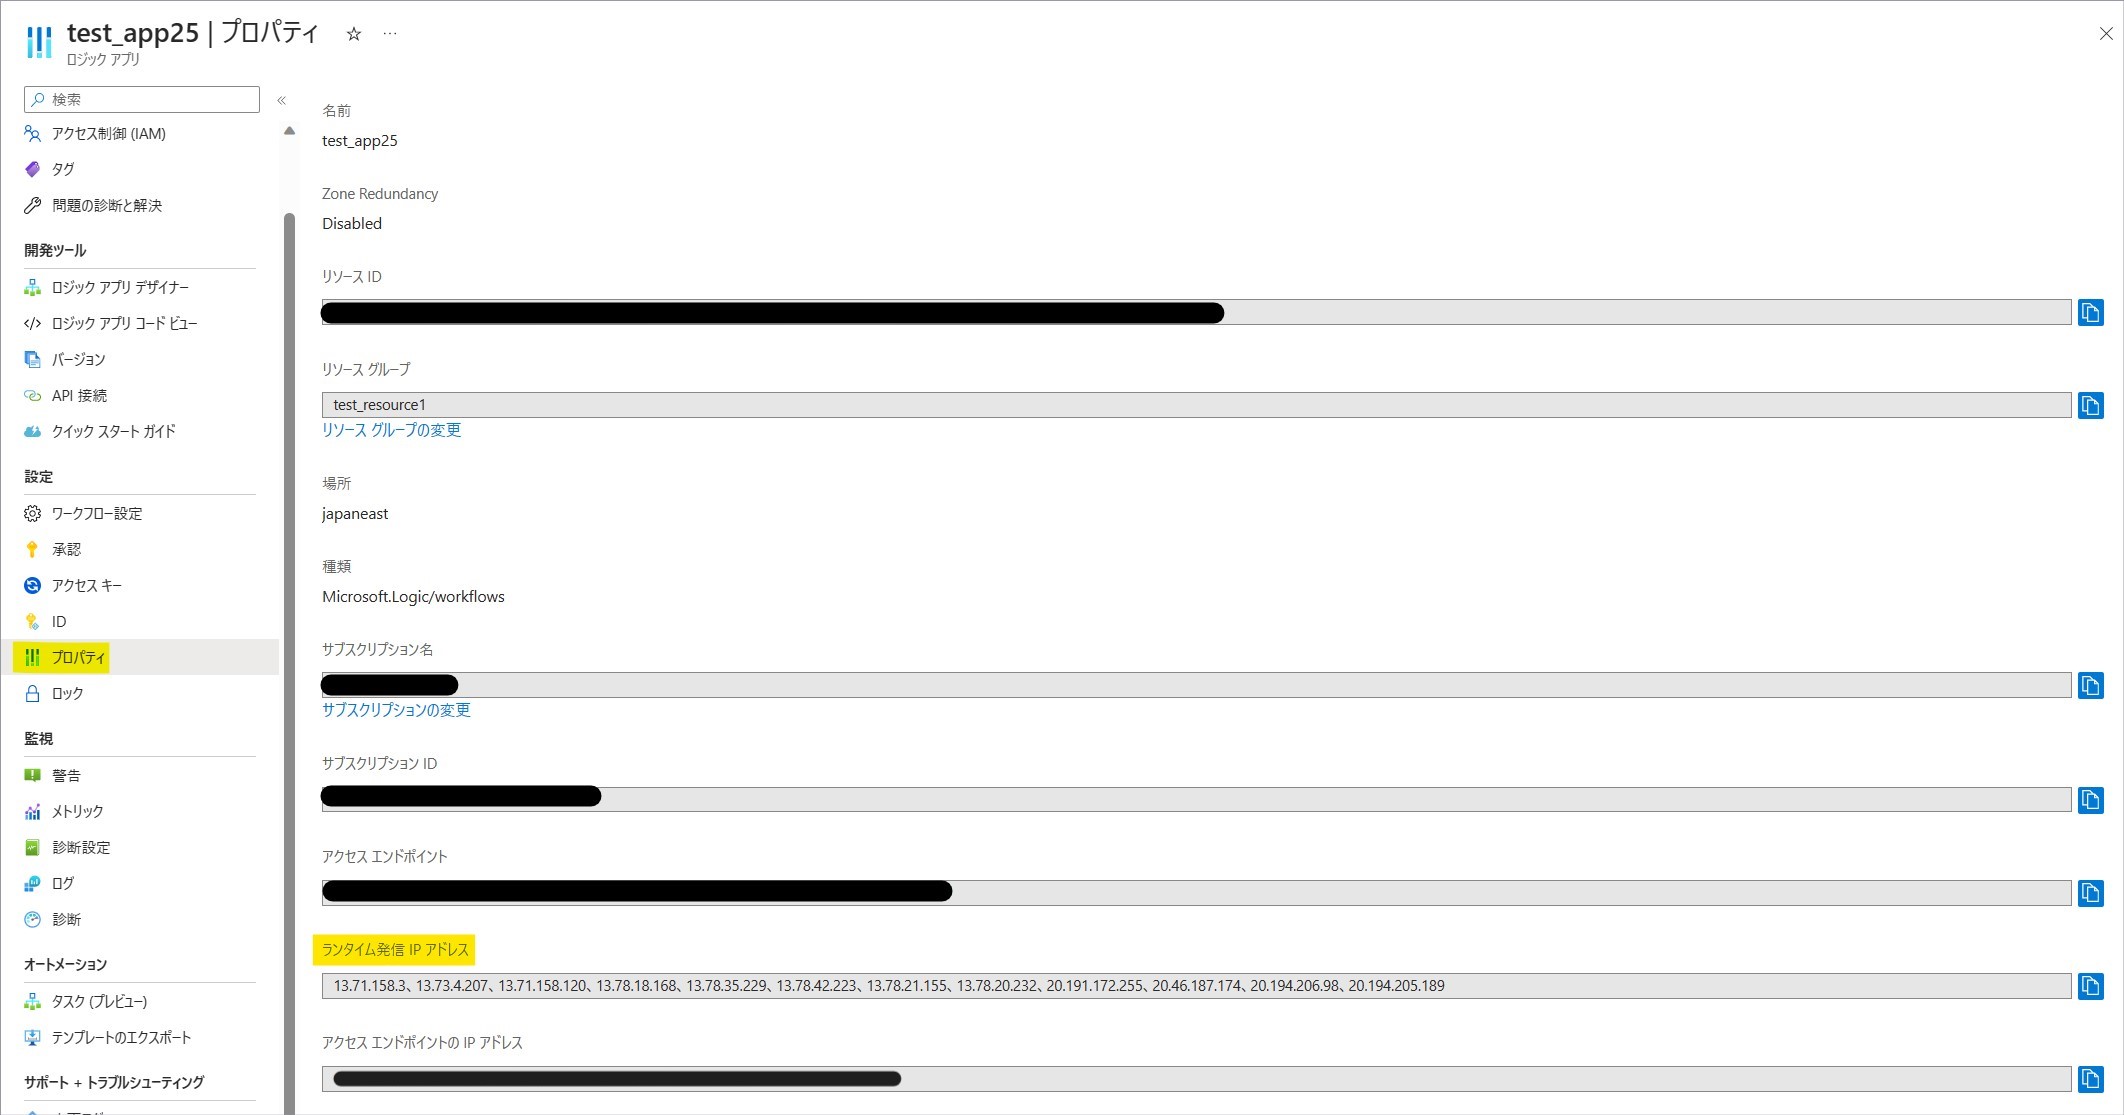 test_app25 | プロパティ ☆ …
ロジック アプリ
検索
«
アクセス制御 (IAM)
タグ
問題の診断と解決
開発ツール
ロジック アプリ デザイナー
ロジック アプリ コード ビュー
バージョン
API 接続
クイック スタート ガイド
設定
ワークフロー設定
承認
アクセス キー
ID
プロパティ
ロック
監視
警告
メトリック
診断設定
ログ
診断
オートメーション
タスク (プレビュー)
テンプレートのエクスポート
サポート + トラブルシューティング
名前
test_app25
Zone Redundancy
Disabled
リソース ID
リソース グループ
test_resource1
リソース グループの変更
場所
japaneast
種類
Microsoft.Logic/workflows
サブスクリプション名
サブスクリプションの変更
サブスクリプション ID
アクセス エンドポイント
ランタイム発信 IP アドレス
13.71.158.3、13.73.4.207、13.71.158.120、13.78.18.168、13.78.35.229、13.78.42.223、13.78.21.155、13.78.20.232、20.191.172.255、20.46.187.174、20.194.206.98、20.194.205.189
アクセス エンドポイントの IP アドレス